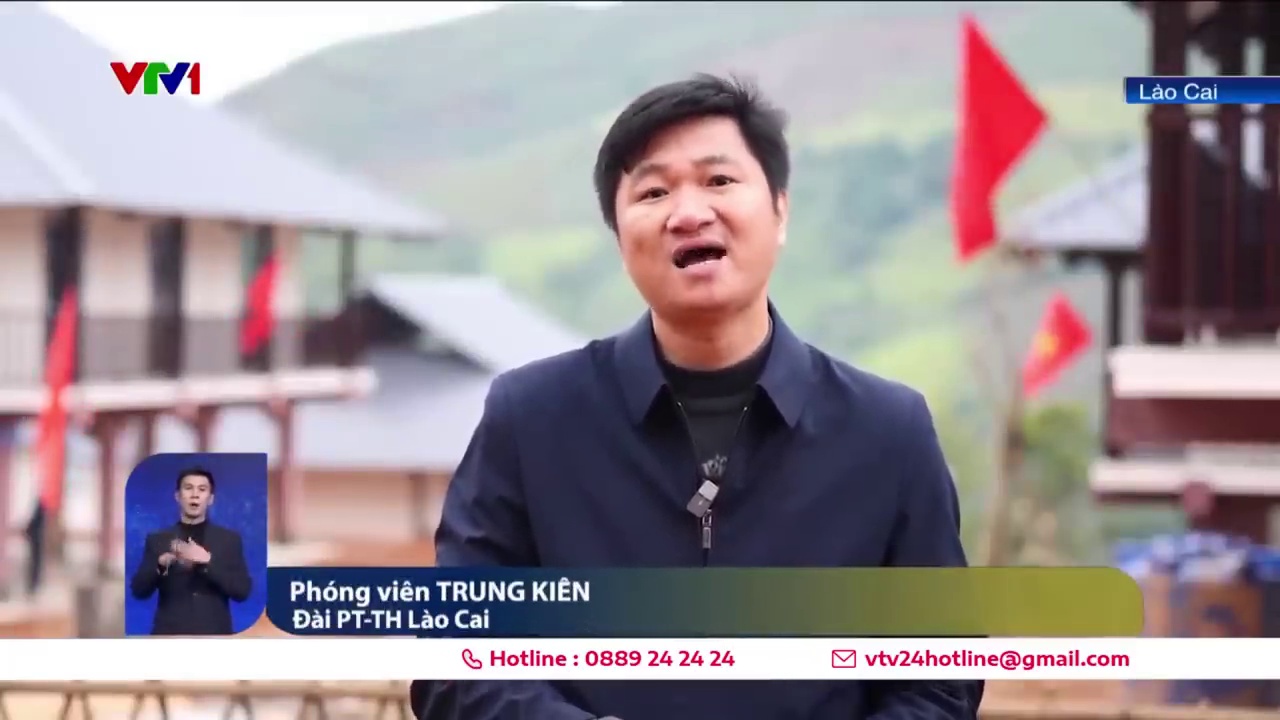 VTV1
Lào Cai
Phóng viên TRUNG KIÊN
Đài PT-TH Lào Cai
Hotline : 0889 24 24 24
vtv24hotline@gmail.com